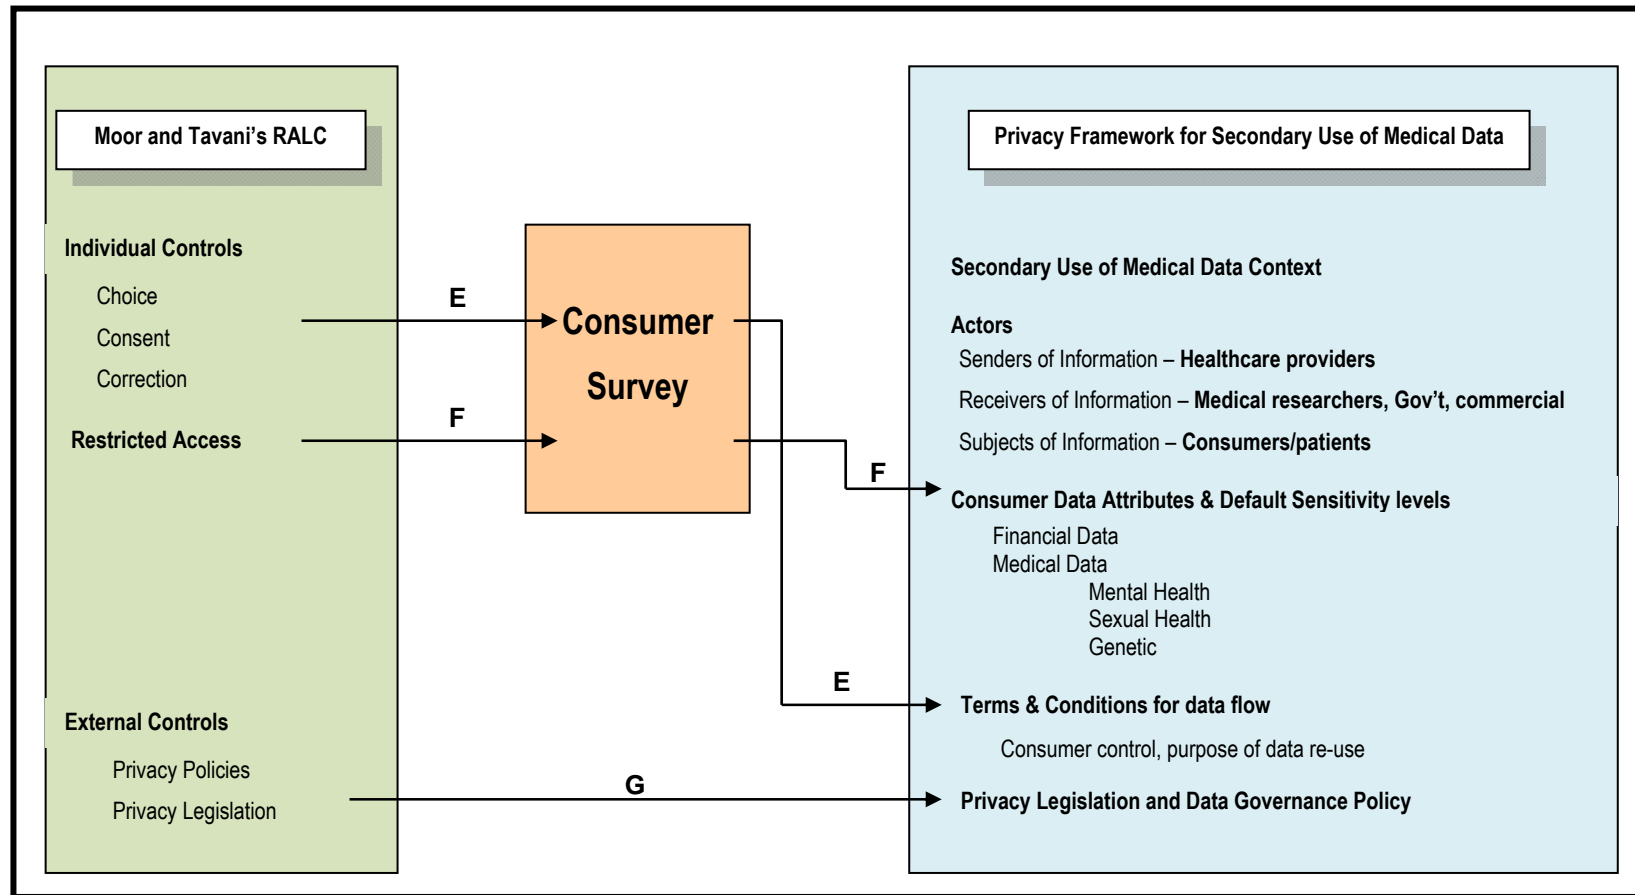 Moor and Tavani’s RALC
Individual Controls
Choice
Consent
Correction
Restricted Access
External Controls
Privacy Policies
Privacy Legislation
E
F
Consumer
Survey
F
E
G
Privacy Framework for Secondary Use of Medical Data
Secondary Use of Medical Data Context
Actors
Senders of Information – Healthcare providers
Receivers of Information – Medical researchers, Gov’t, commercial
Subjects of Information – Consumers/patients
Consumer Data Attributes & Default Sensitivity levels
Financial Data
Medical Data
Mental Health
Sexual Health
Genetic
Terms & Conditions for data flow
Consumer control, purpose of data re-use
Privacy Legislation and Data Governance Policy